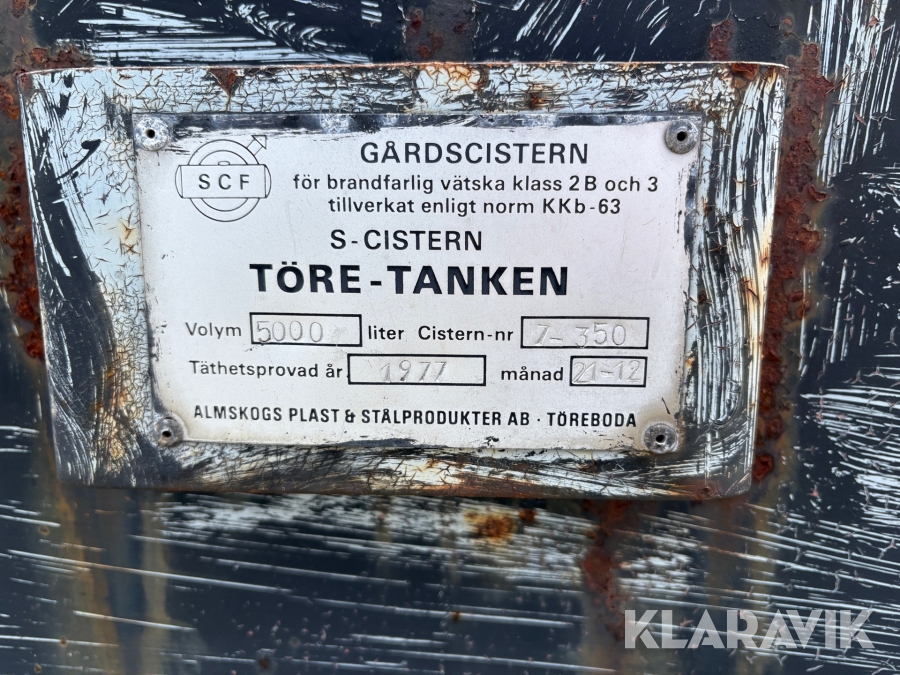 SCF
GÅRDSCISTERN
för brandfarlig vätska klass 2B och 3
tillverkat enligt norm KKb-63
S-CISTERN
TÖRE-TANKEN
Volym 5000 liter Cistern-nr 7-350
Täthetsprovad år 1977 månad 21-12
ALMSKOGS PLAST & STÅLPRODUKTER AB · TÖREBODA
KLARAVIK